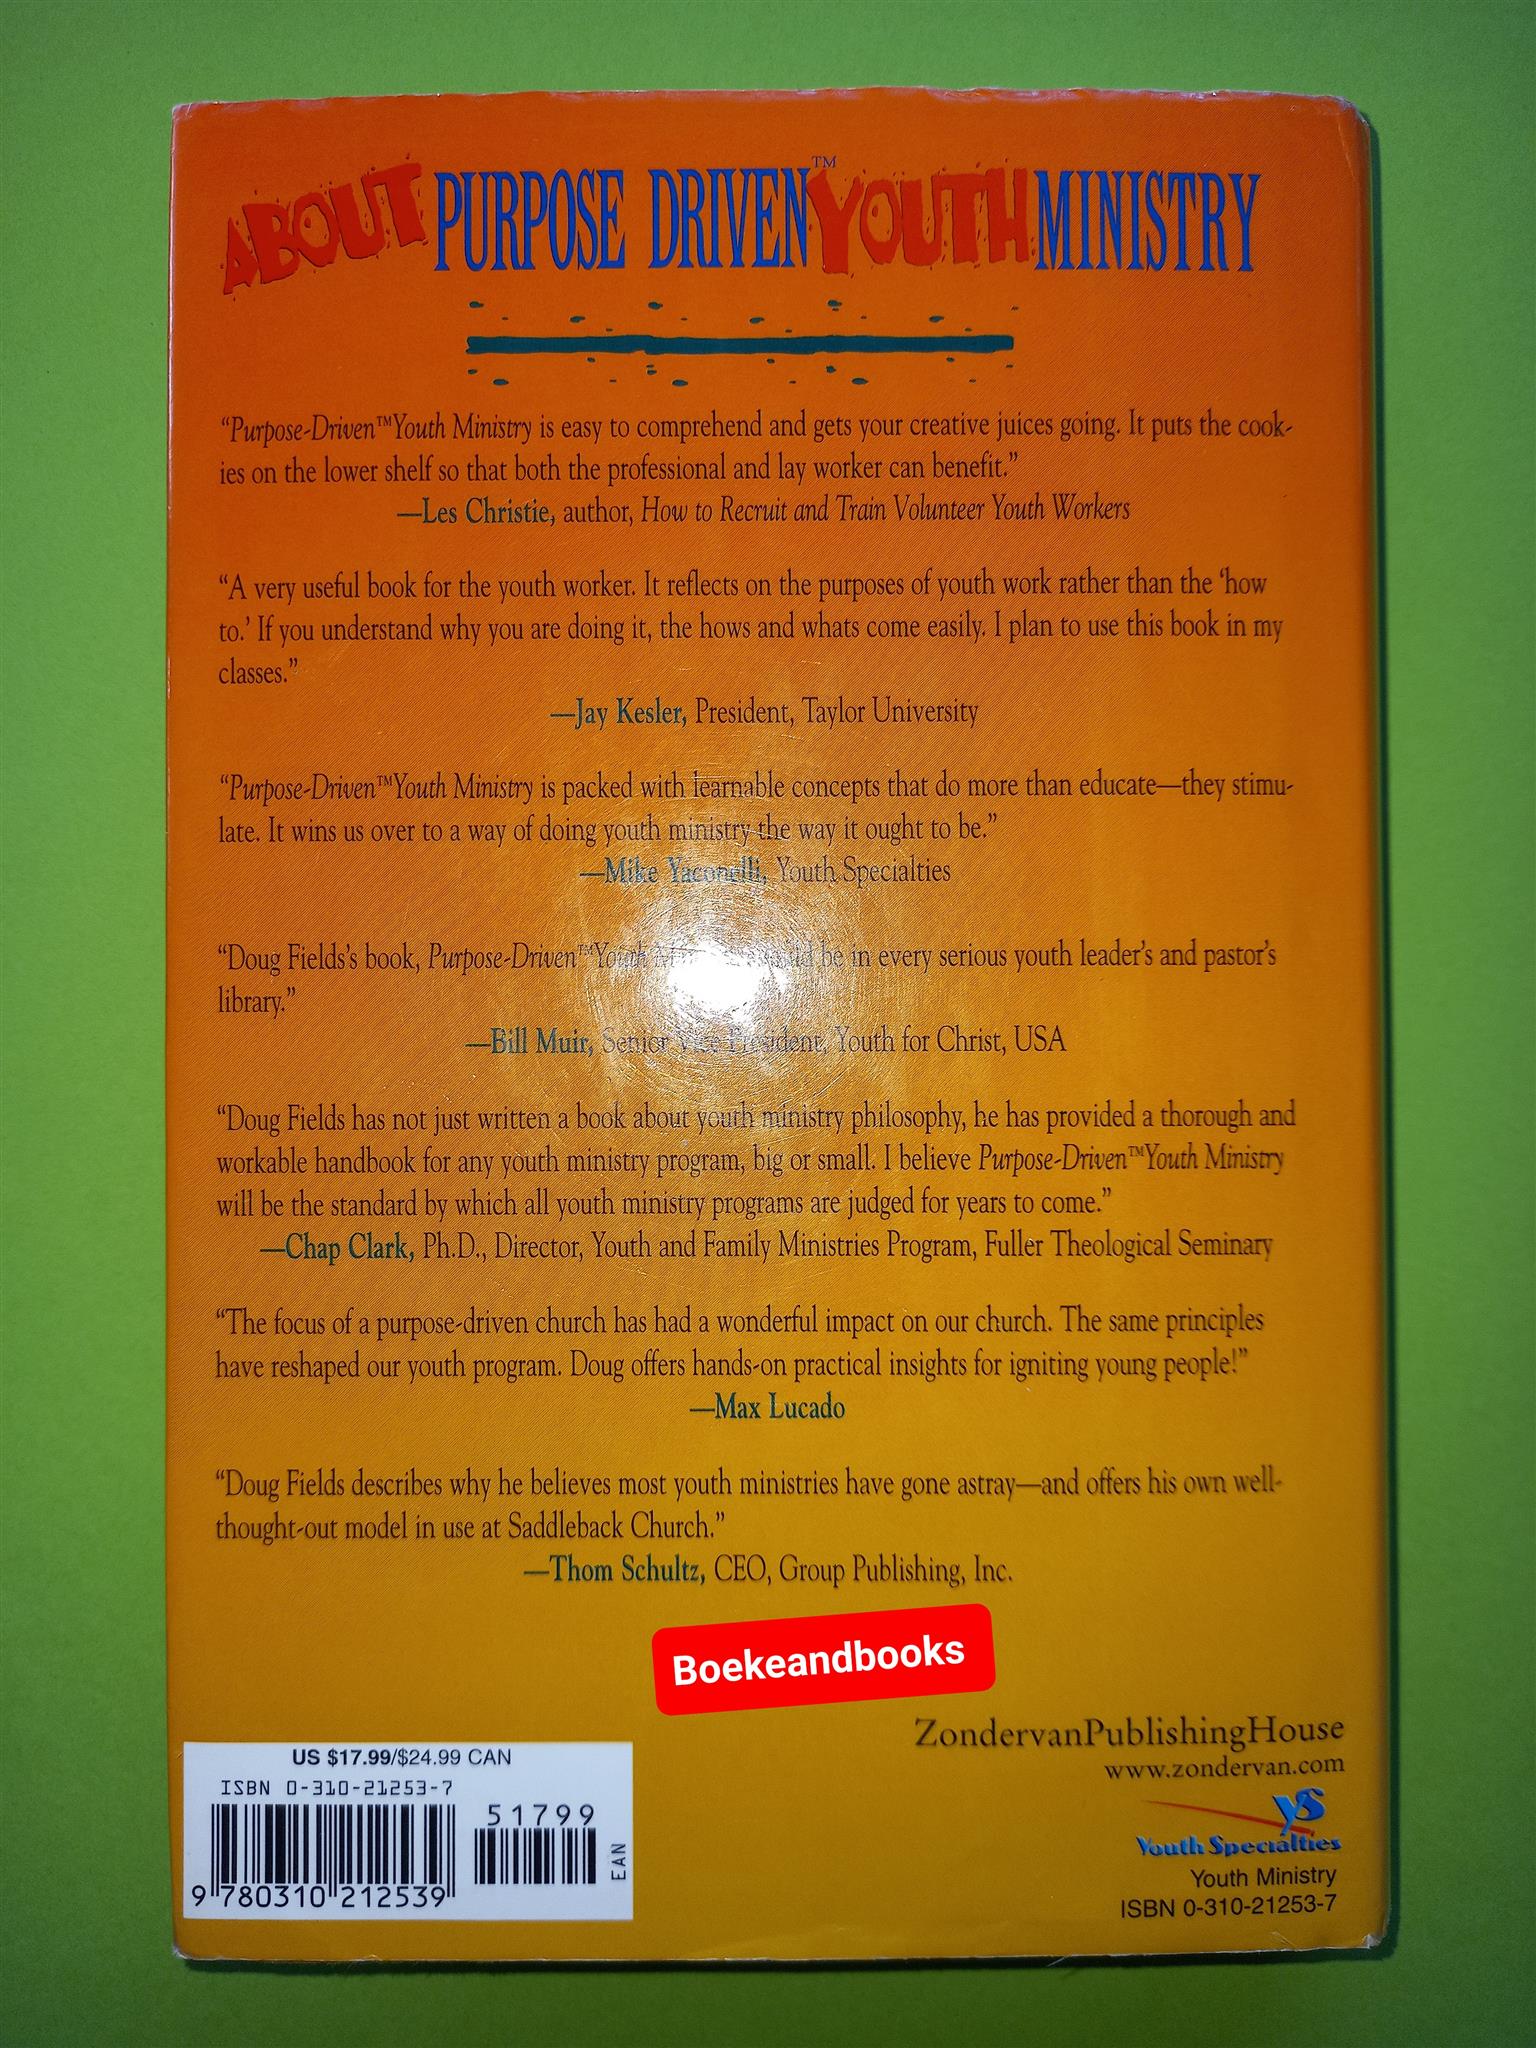 ABOUT PURPOSE DRIVEN™ YOUTH MINISTRY
“Purpose-Driven™ Youth Ministry is easy to comprehend and gets your creative juices going. It puts the cook-
ies on the lower shelf so that both the professional and lay worker can benefit.”
—Les Christie, author, How to Recruit and Train Volunteer Youth Workers
“A very useful book for the youth worker. It reflects on the purposes of youth work rather than the ‘how
to.’ If you understand why you are doing it, the hows and whats come easily. I plan to use this book in my
classes.”
—Jay Kesler, President, Taylor University
“Purpose-Driven™ Youth Ministry is packed with learnable concepts that do more than educate—they stimu-
late. It wins us over to a way of doing youth ministry the way it ought to be.”
—Mike Yaconelli, Youth Specialties
“Doug Fields's book, Purpose-Driven™ Youth be in every serious youth leader's and pastor's
library.”
—Bill Muir, Senior Vice President, Youth for Christ, USA
“Doug Fields has not just written a book about youth ministry philosophy, he has provided a thorough and
workable handbook for any youth ministry program, big or small. I believe Purpose-Driven™ Youth Ministry
will be the standard by which all youth ministry programs are judged for years to come.”
—Chap Clark, Ph.D., Director, Youth and Family Ministries Program, Fuller Theological Seminary
“The focus of a purpose-driven church has had a wonderful impact on our church. The same principles
have reshaped our youth program. Doug offers hands-on practical insights for igniting young people!”
—Max Lucado
“Doug Fields describes why he believes most youth ministries have gone astray—and offers his own well-
thought-out model in use at Saddleback Church.”
—Thom Schultz, CEO, Group Publishing, Inc.
Boekeandbooks
ZondervanPublishingHouse
www.zondervan.com
YS
Youth Specialties
Youth Ministry
ISBN 0-310-21253-7
US $17.99/$24.99 CAN
ISBN 0-310-21253-7
51799
EAN
9 780310 212539